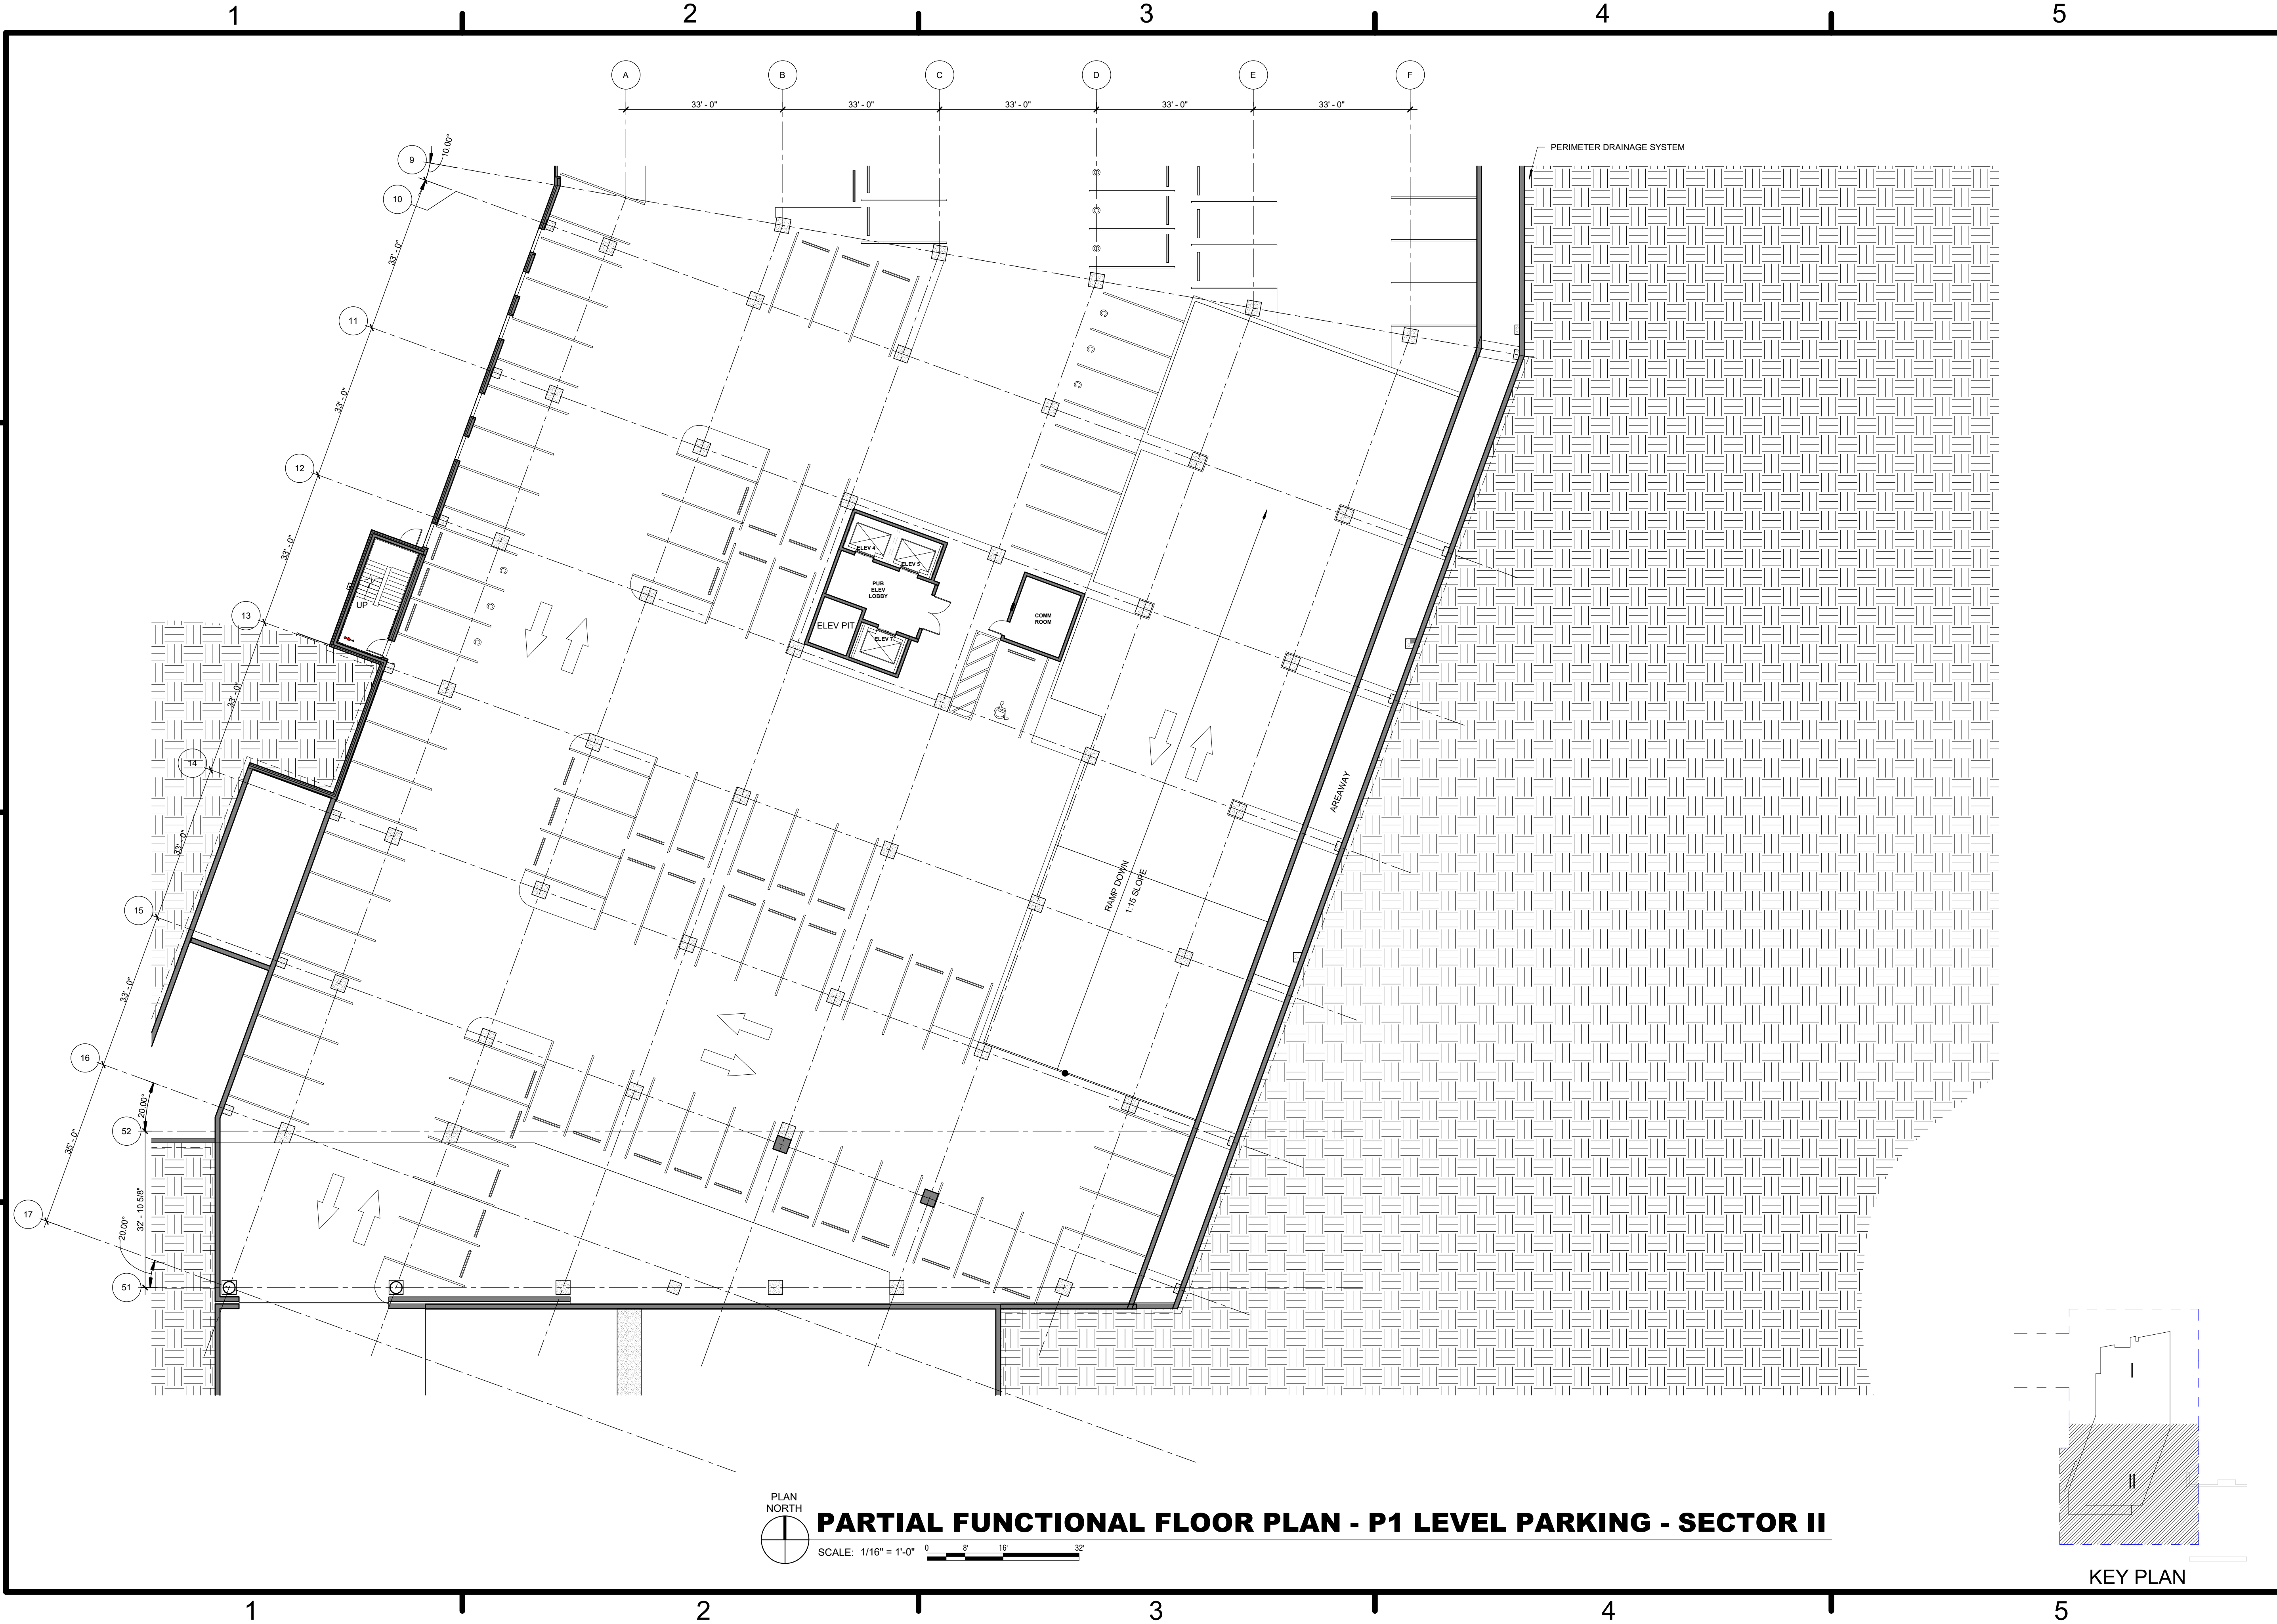 1 2 3 4 5
A B C D E F
33' - 0" 33' - 0" 33' - 0" 33' - 0" 33' - 0"
PERIMETER DRAINAGE SYSTEM
9
10.00°
10
33' - 0"
11
33' - 0"
12
33' - 0"
13
33' - 0"
14
33' - 0"
15
33' - 0"
16
35' - 0"
17
20.00°
52
32' - 10 5/8"
20.00°
51
UP
C
C
C
C
C
C
ELEV 4
ELEV 5
PUB
ELEV
LOBBY
ELEV PIT
ELEV 7
COMM
ROOM
AREAWAY
RAMP DOWN
1:15 SLOPE
I
II
KEY PLAN
PLAN
NORTH
PARTIAL FUNCTIONAL FLOOR PLAN - P1 LEVEL PARKING - SECTOR II
SCALE: 1/16" = 1'-0"
0 8' 16' 32'
1 2 3 4 5